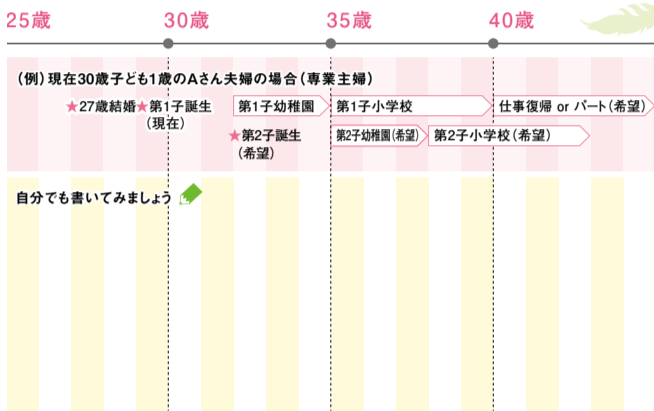 25歳 30歳 35歳 40歳
(例)現在30歳子ども1歳のAさん夫婦の場合(専業主婦)
★27歳結婚★第1子誕生 第1子幼稚園 第1子小学校 仕事復帰 or パート(希望)
(現在)
★第2子誕生 第2子幼稚園(希望) 第2子小学校(希望)
(希望)
自分でも書いてみましょう